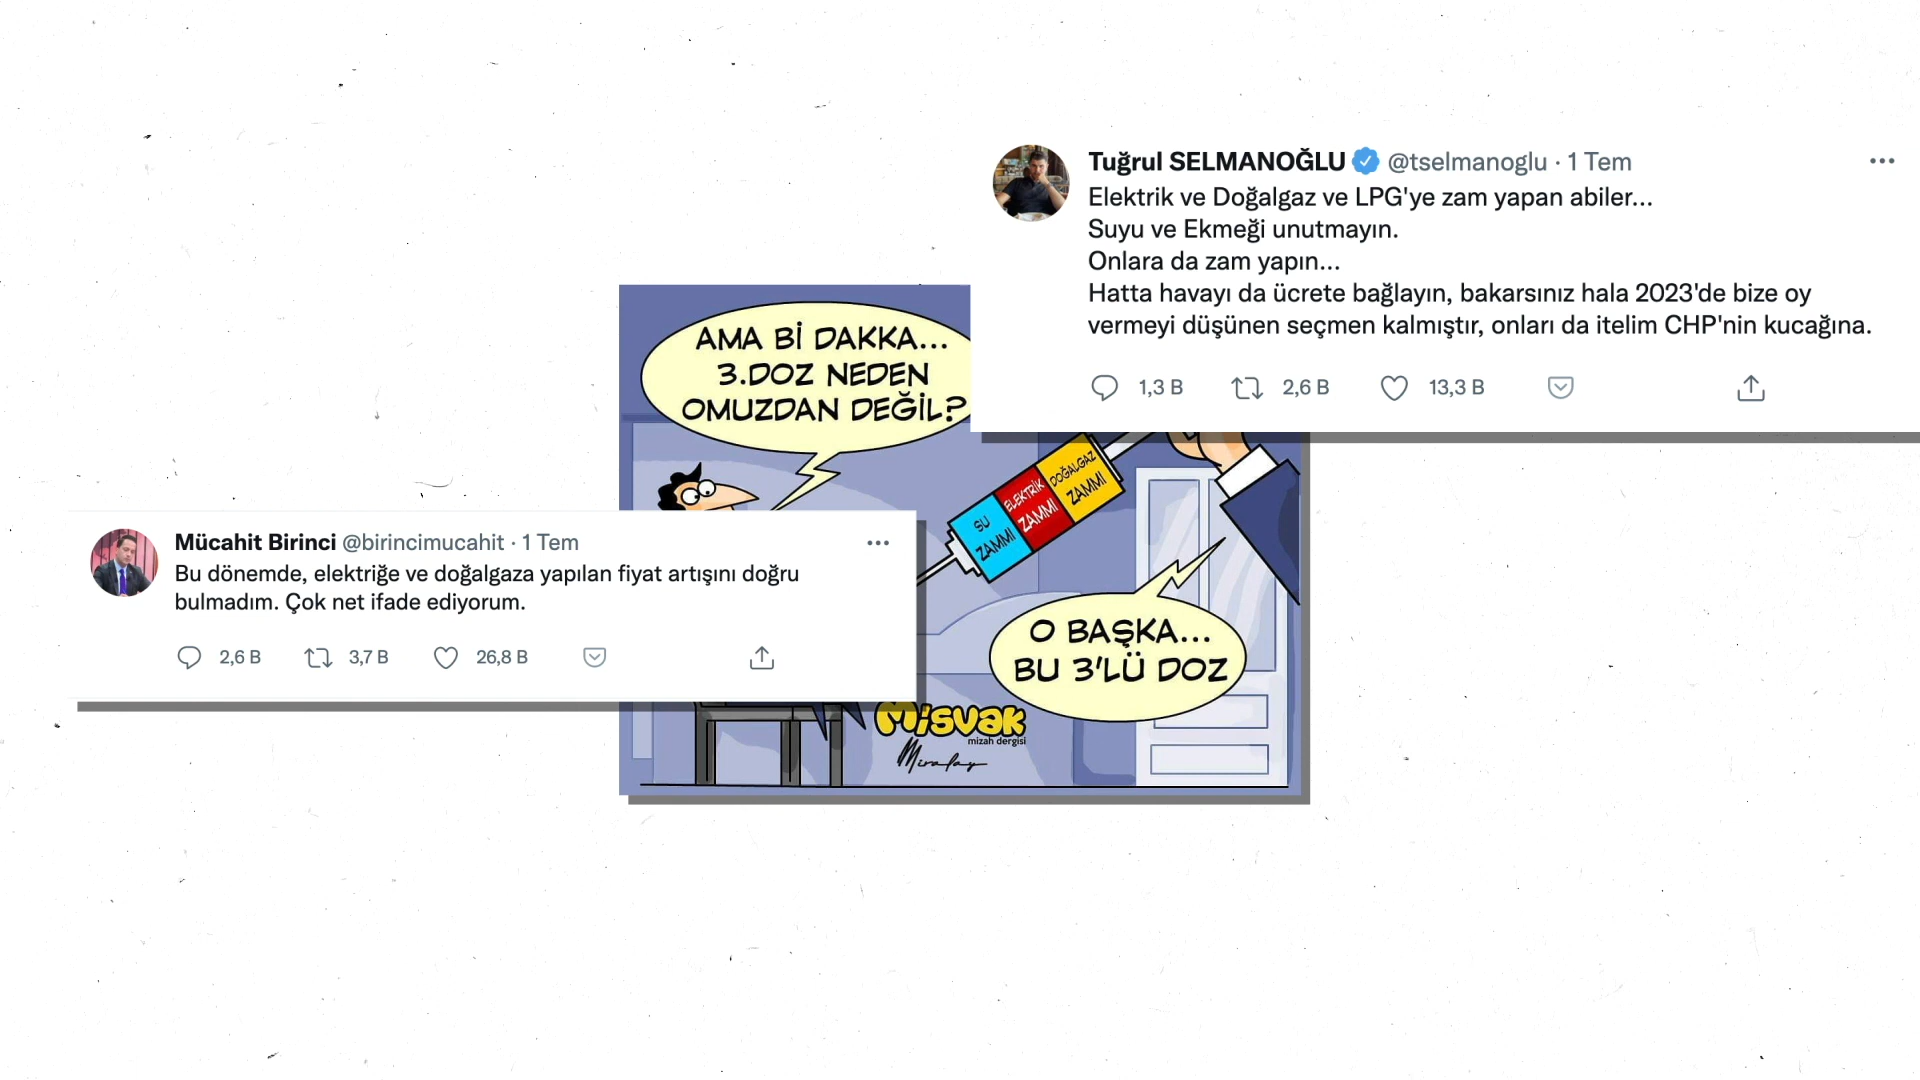 Tuğrul SELMANOĞLU @tselmanoglu · 1 Tem
Elektrik ve Doğalgaz ve LPG'ye zam yapan abiler...
Suyu ve Ekmeği unutmayın.
Onlara da zam yapın...
Hatta havayı da ücrete bağlayın, bakarsınız hala 2023'de bize oy
vermeyi düşünen seçmen kalmıştır, onları da itelim CHP'nin kucağına.
1,3 B 2,6 B 13,3 B
AMA Bİ DAKKA...
3.DOZ NEDEN
OMUZDAN DEĞİL?
SU
ZAMMI
ELEKTRİK
ZAMMI
DOĞALGAZ
ZAMMI
Mücahit Birinci @birincimucahit · 1 Tem
Bu dönemde, elektriğe ve doğalgaza yapılan fiyat artışını doğru
bulmadım. Çok net ifade ediyorum.
2,6 B 3,7 B 26,8 B
O BAŞKA...
BU 3'LÜ DOZ
Misvak
mizah dergisi
Miralay